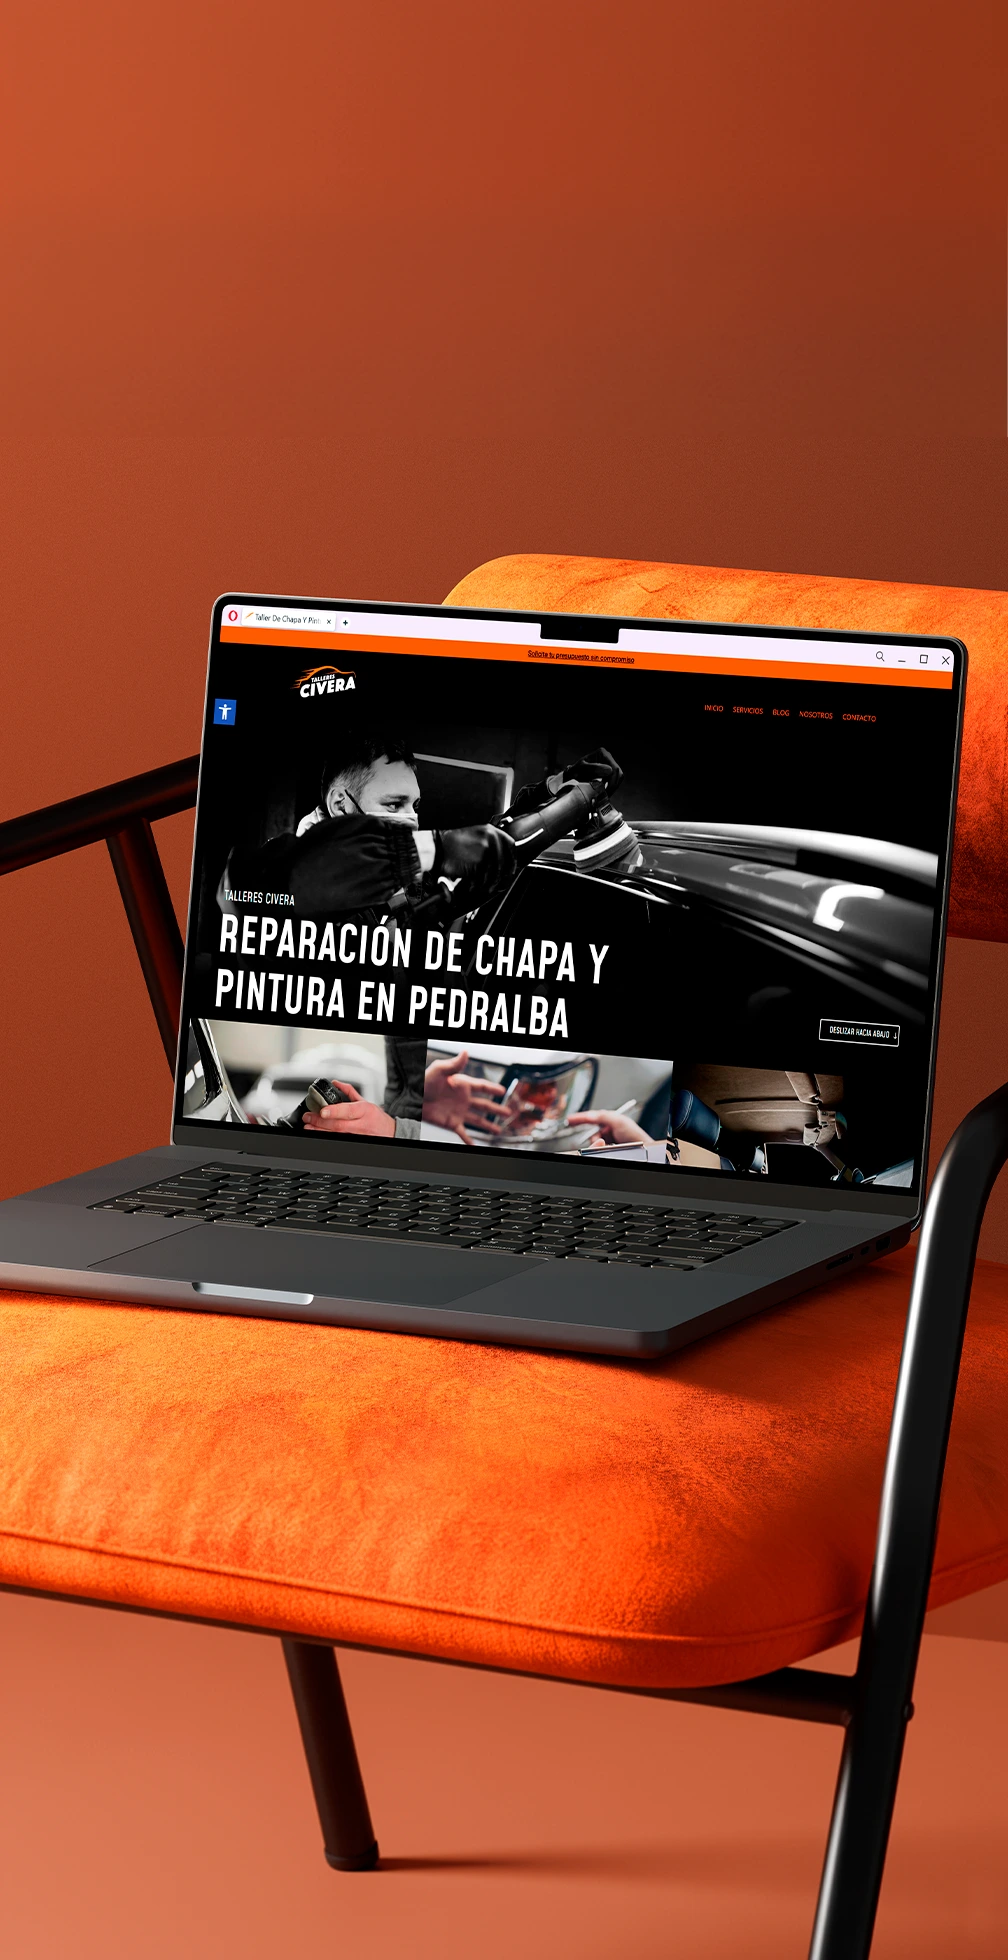 Taller De Chapa Y Pint
Solicite tu presupuesto sin compromiso
TALLERES
CIVERA
INICIO SERVICIOS BLOG NOSOTROS CONTACTO
TALLERES CIVERA
REPARACIÓN DE CHAPA Y
PINTURA EN PEDRALBA
DESLIZAR HACIA ABAJO ↓